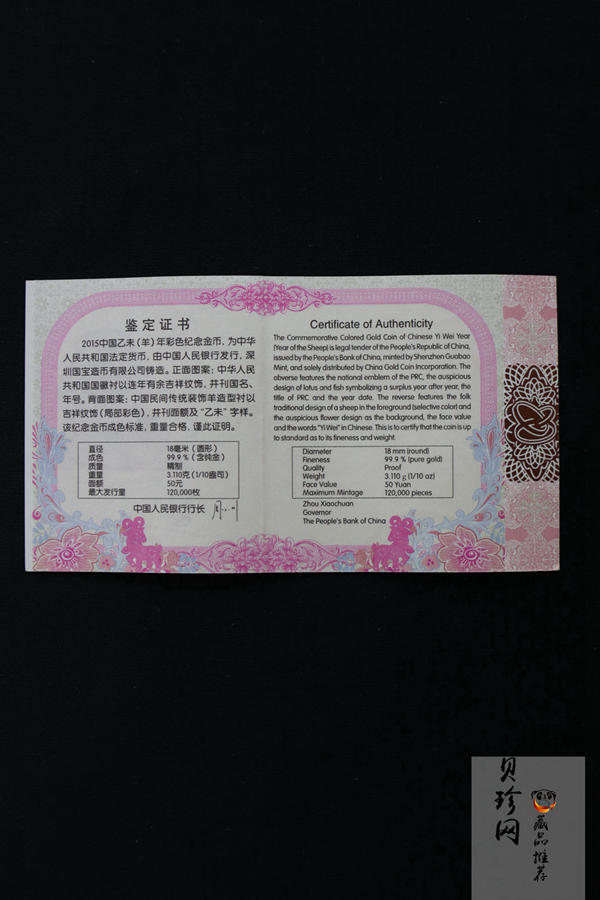 鉴定证书
2015中国乙未(羊)年彩色纪念金币，为中华
人民共和国法定货币，由中国人民银行发行，深
圳国宝造币有限公司铸造。正面图案：中华人民
共和国国徽衬以连年有余吉祥纹饰，并刊国名、
年号。背面图案：中国民间传统装饰羊造型衬以
吉祥纹饰(局部彩色)，并刊面额及“乙未”字样。
该纪念金币成色标准，重量合格，谨此证明。
直径 18毫米（圆形）
成色 99.9％（含纯金）
质量 精制
重量 3.110克(1/10盎司)
面额 50元
最大发行量 120,000枚
中国人民银行行长
Certificate of Authenticity
The Commemorative Colored Gold Coin of Chinese Yi Wei Year
(Year of the Sheep) is legal tender of the People's Republic of China,
issued by the People's Bank of China, minted by Shenzhen Guobao
Mint, and solely distributed by China Gold Coin Incorporation. The
obverse features the national emblem of the PRC, the auspicious
design of lotus and fish symbolizing a surplus year after year, the
title of PRC and the year date. The reverse features the folk
traditional design of a sheep in the foreground (selective color) and
the auspicious flower design as the background, the face value
and the words "Yi Wei" in Chinese. This is to certify that the coin is up
to standard as to its fineness and weight.
Diameter 18 mm (round)
Fineness 99.9 % (pure gold)
Quality Proof
Weight 3.110 g (1/10 oz)
Face Value 50 Yuan
Maximum Mintage 120,000 pieces
Zhou Xiaochuan
Governor
The People's Bank of China
贝珍网
藏品推荐